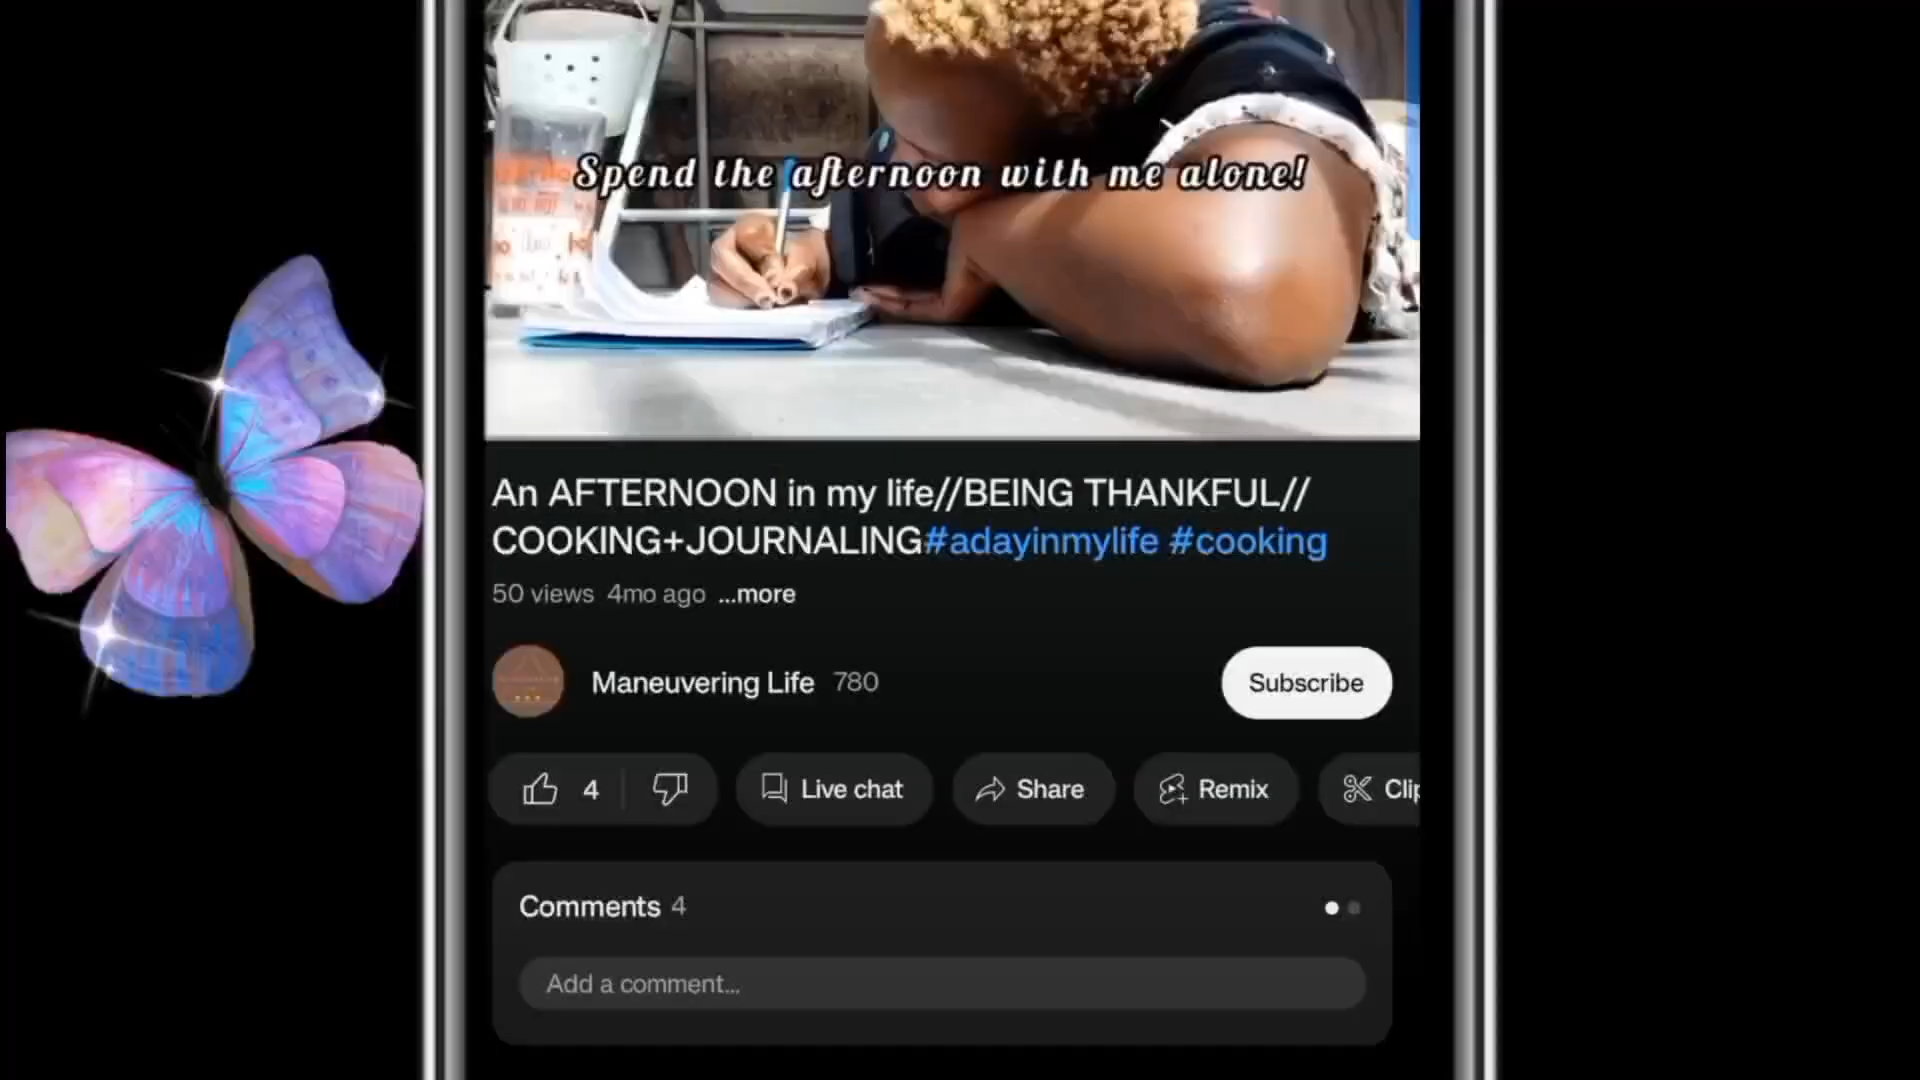 Spend the afternoon with me alone!
An AFTERNOON in my life//BEING THANKFUL//
COOKING+JOURNALING#adayinmylife #cooking
50 views 4mo ago ...more
Maneuvering Life 780
Subscribe
4
Live chat
Share
Remix
Clip
Comments 4
Add a comment...